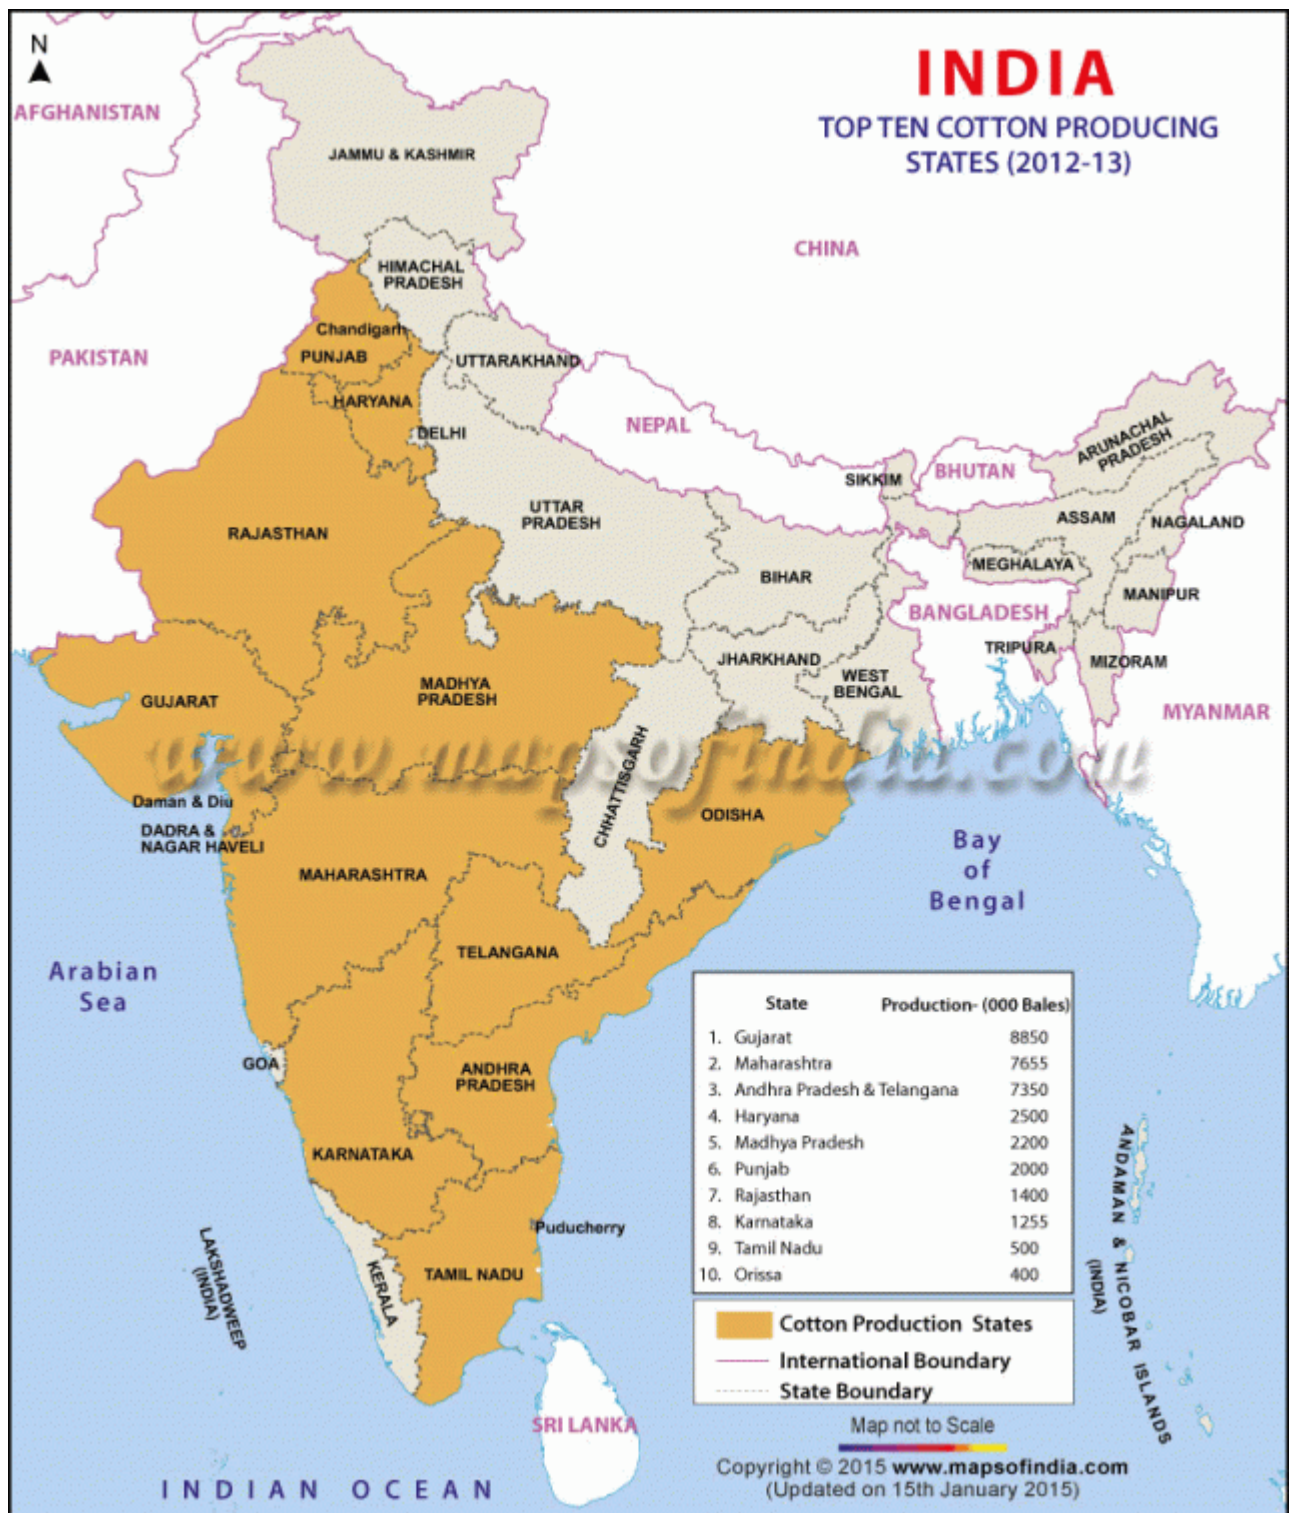 N
INDIA
TOP TEN COTTON PRODUCING
STATES (2012-13)
AFGHANISTAN
JAMMU & KASHMIR
CHINA
HIMACHAL
PRADESH
Chandigarh
PUNJAB
PAKISTAN
UTTARAKHAND
HARYANA
DELHI
NEPAL
ARUNACHAL
PRADESH
SIKKIM
BHUTAN
UTTAR
PRADESH
ASSAM
NAGALAND
RAJASTHAN
MEGHALAYA
BIHAR
MANIPUR
BANGLADESH
TRIPURA
MIZORAM
JHARKHAND
WEST
BENGAL
MADHYA
PRADESH
GUJARAT
MYANMAR
www.mapsofindia.com
CHHATTISGARH
Daman & Diu
DADRA &
NAGAR HAVELI
ODISHA
MAHARASHTRA
Bay
of
Bengal
TELANGANA
Arabian
Sea
GOA
ANDHRA
PRADESH
KARNATAKA
Puducherry
LAKSHADWEEP
(INDIA)
KERALA
TAMIL NADU
ANDAMAN & NICOBAR ISLANDS
(INDIA)
State Production- (000 Bales)
1. Gujarat 8850
2. Maharashtra 7655
3. Andhra Pradesh & Telangana 7350
4. Haryana 2500
5. Madhya Pradesh 2200
6. Punjab 2000
7. Rajasthan 1400
8. Karnataka 1255
9. Tamil Nadu 500
10. Orissa 400
Cotton Production States
International Boundary
State Boundary
SRI LANKA
Map not to Scale
Copyright © 2015 www.mapsofindia.com
(Updated on 15th January 2015)
INDIAN OCEAN